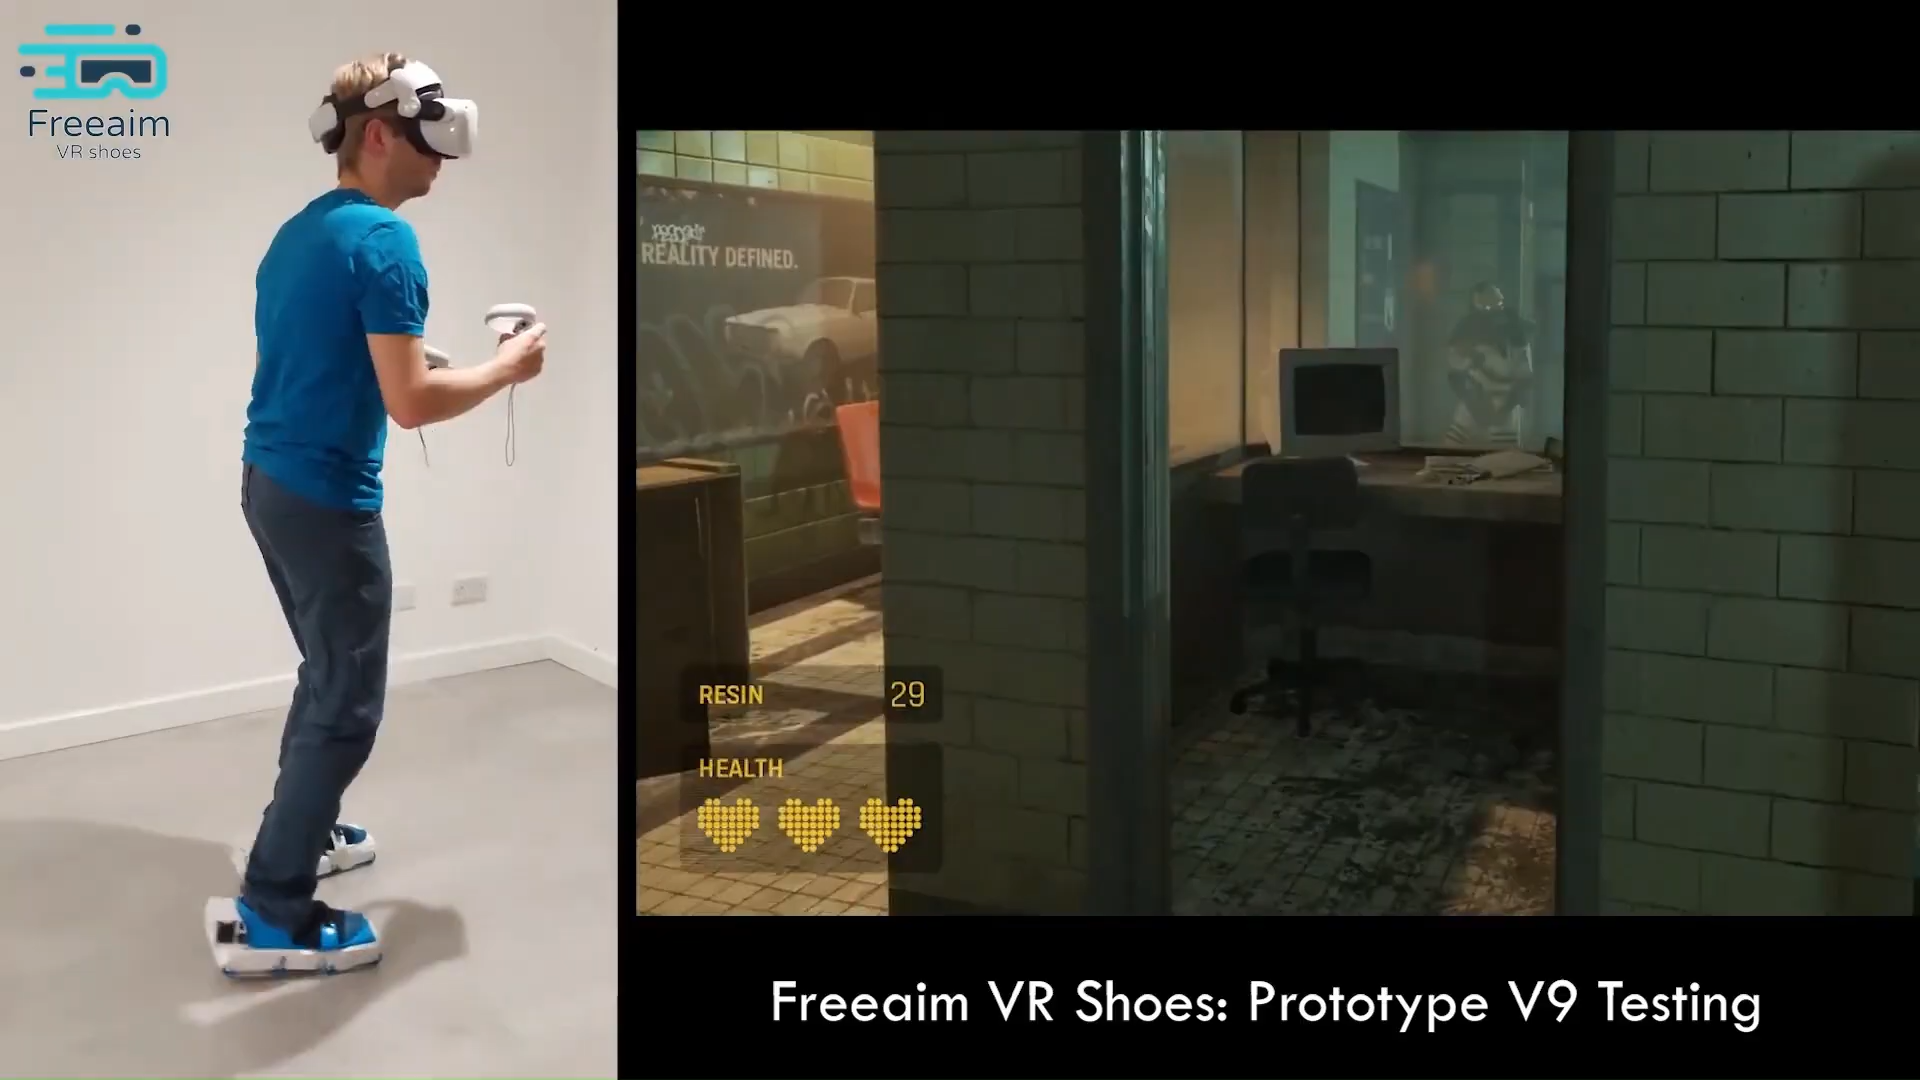 Freeaim
VR shoes
REALITY DEFINED.
RESIN 29
HEALTH
Freeaim VR Shoes: Prototype V9 Testing